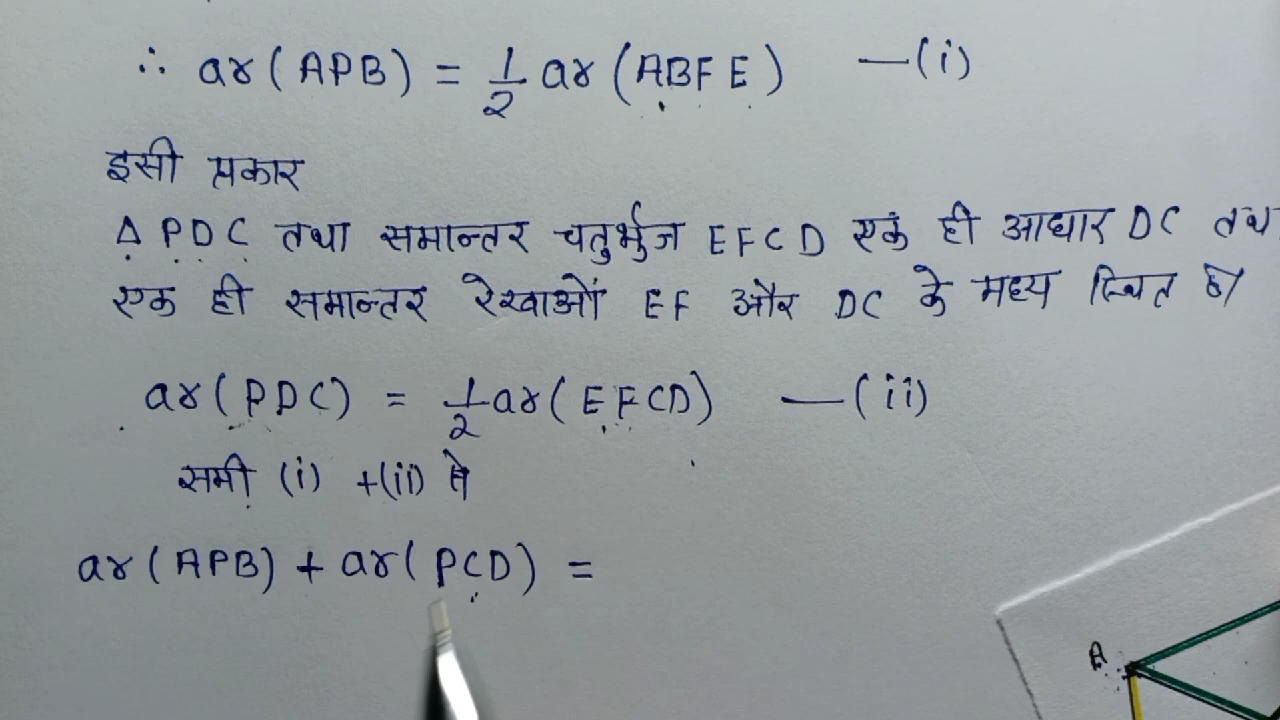 ∴ ar(APB) = 1/2 ar(ABFE) —(i)
इसी प्रकार
Δ PDC तथा समान्तर चतुर्भुज EFCD एक ही आधार DC तथ
एक ही समान्तर रेखाओं EF और DC के मध्य स्थित है
ar(PDC) = 1/2 ar(EFCD) —(ii)
समी (i) +(ii) से
ar(APB) + ar(PCD) =
A